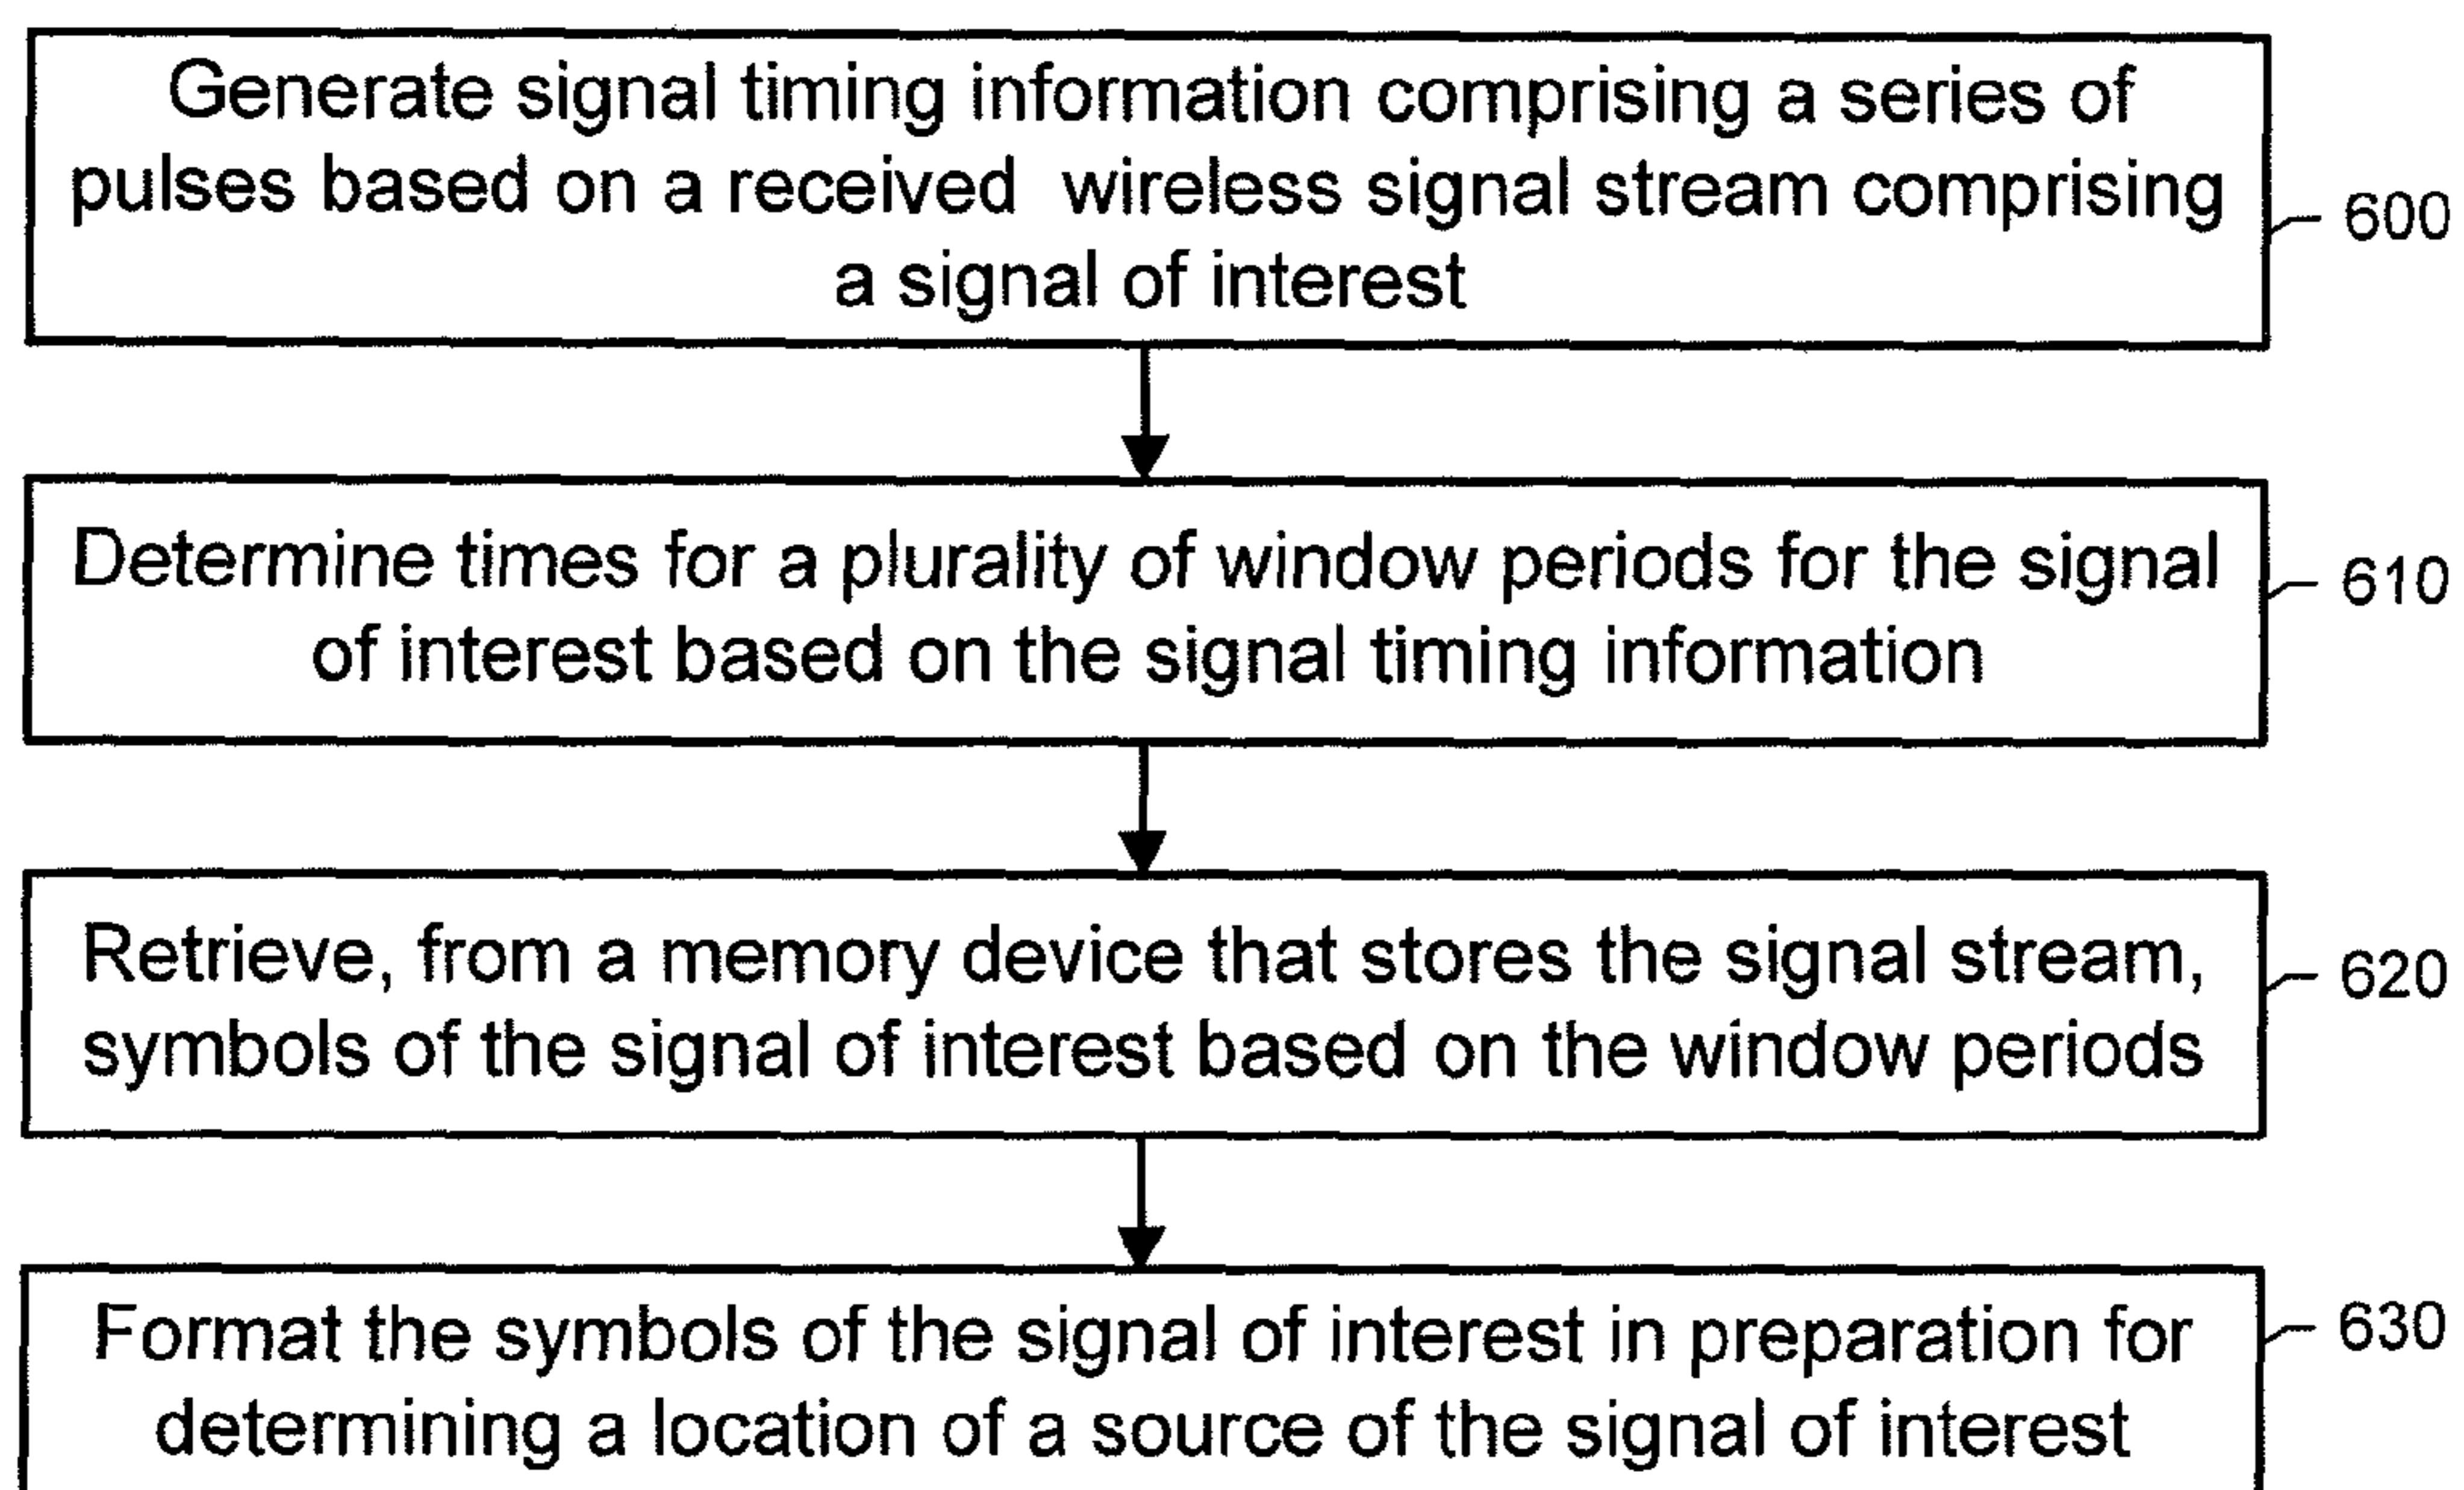 Generate signal timing information comprising a series of
pulses based on a received wireless signal stream comprising
a signal of interest
600
Determine times for a plurality of window periods for the signal
of interest based on the signal timing information
610
Retrieve, from a memory device that stores the signal stream,
symbols of the signal of interest based on the window periods
620
Format the symbols of the signal of interest in preparation for
determining a location of a source of the signal of interest
630